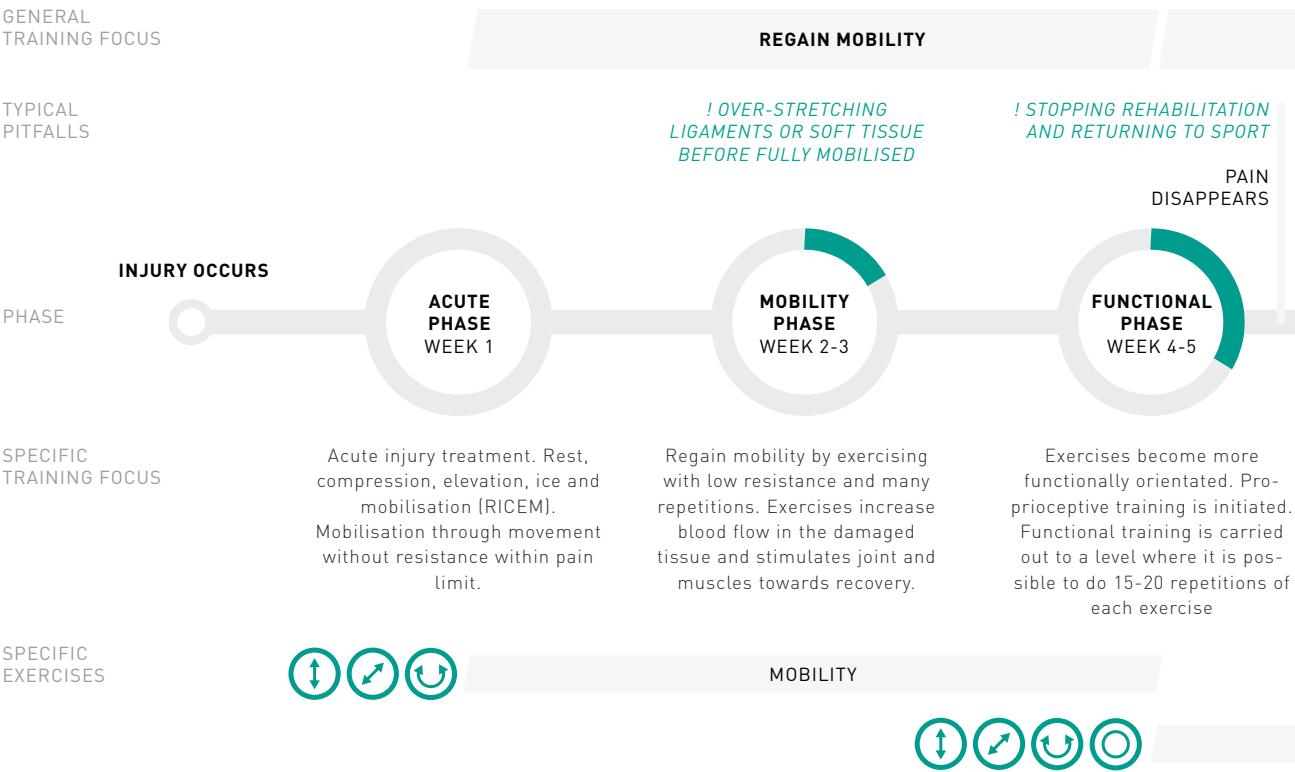 GENERAL
TRAINING FOCUS
REGAIN MOBILITY
TYPICAL
PITFALLS
! OVER-STRETCHING
LIGAMENTS OR SOFT TISSUE
BEFORE FULLY MOBILISED
! STOPPING REHABILITATION
AND RETURNING TO SPORT
PAIN
DISAPPEARS
INJURY OCCURS
PHASE
ACUTE
PHASE
WEEK 1
MOBILITY
PHASE
WEEK 2-3
FUNCTIONAL
PHASE
WEEK 4-5
SPECIFIC
TRAINING FOCUS
Acute injury treatment. Rest,
compression, elevation, ice and
mobilisation (RICEM).
Mobilisation through movement
without resistance within pain
limit.
Regain mobility by exercising
with low resistance and many
repetitions. Exercises increase
blood flow in the damaged
tissue and stimulates joint and
muscles towards recovery.
Exercises become more
functionally orientated. Pro-
prioceptive training is initiated.
Functional training is carried
out to a level where it is pos-
sible to do 15-20 repetitions of
each exercise
SPECIFIC
EXERCISES
MOBILITY